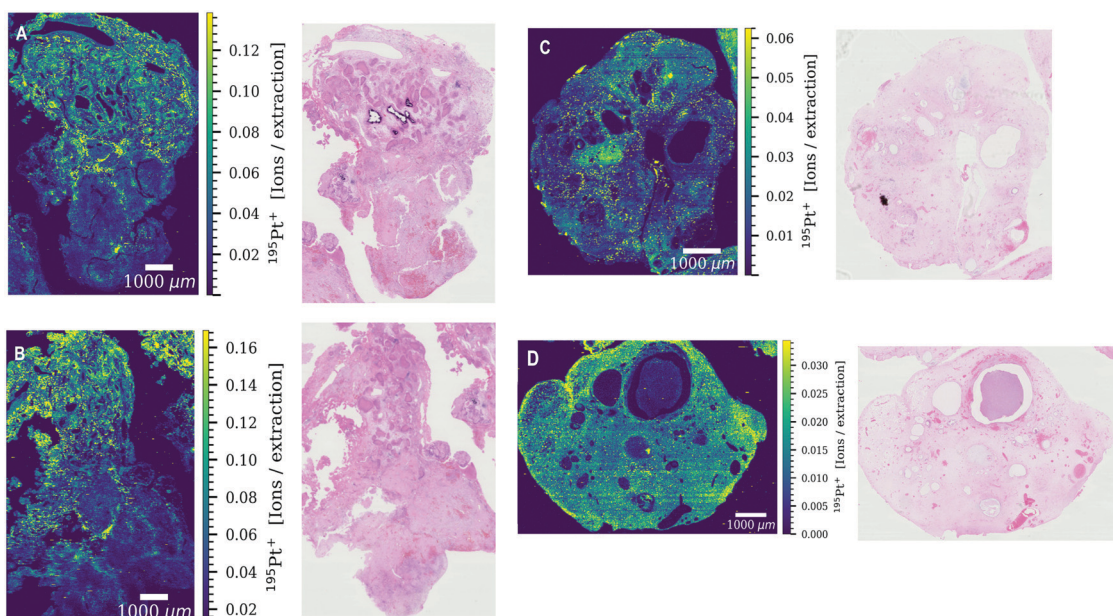 A
0.12
0.10
0.08
0.06
0.04
0.02
195Pt+ [Ions / extraction]
1000 μm
B
0.16
0.14
0.12
0.10
0.08
0.06
0.04
0.02
195Pt+ [Ions / extraction]
1000 μm
C
0.06
0.05
0.04
0.03
0.02
0.01
195Pt+ [Ions / extraction]
1000 μm
D
0.030
0.025
0.020
0.015
0.010
0.005
0.000
195Pt+ [Ions / extraction]
1000 μm